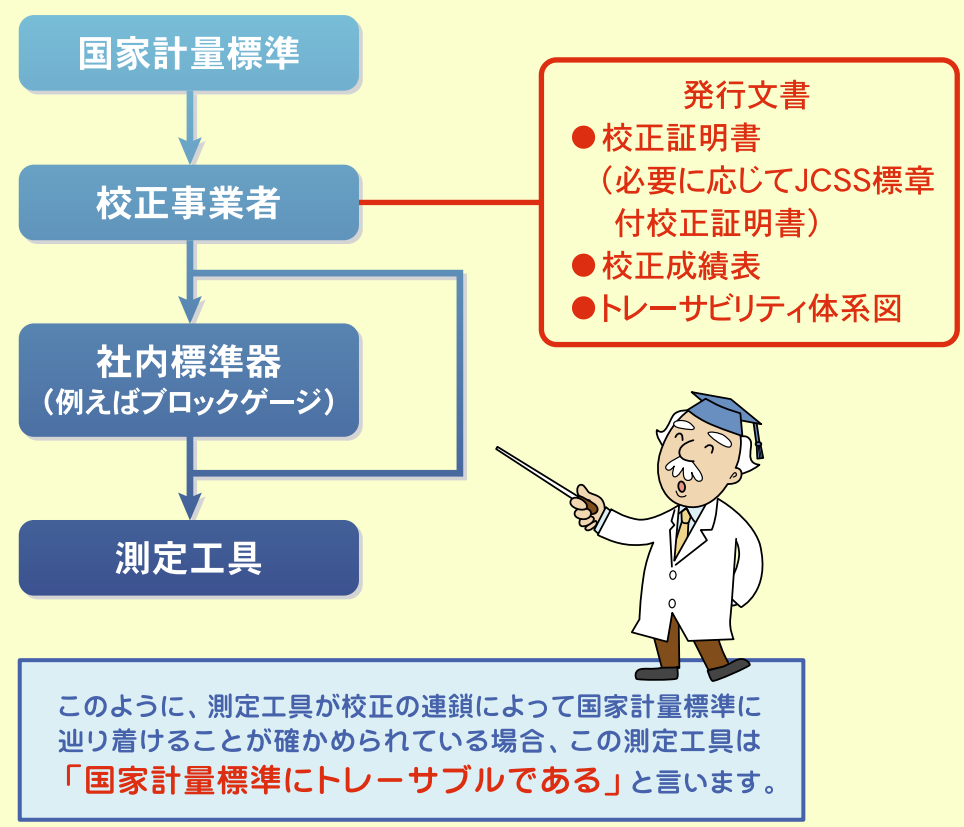 国家計量標準
校正事業者
発行文書
●校正証明書
（必要に応じてJCSS標章
付校正証明書）
●校正成績表
●トレーサビリティ体系図
社内標準器
（例えばブロックゲージ）
測定工具
このように、測定工具が校正の連鎖によって国家計量標準に
辿り着けることが確かめられている場合、この測定工具は
「国家計量標準にトレーサブルである」と言います。